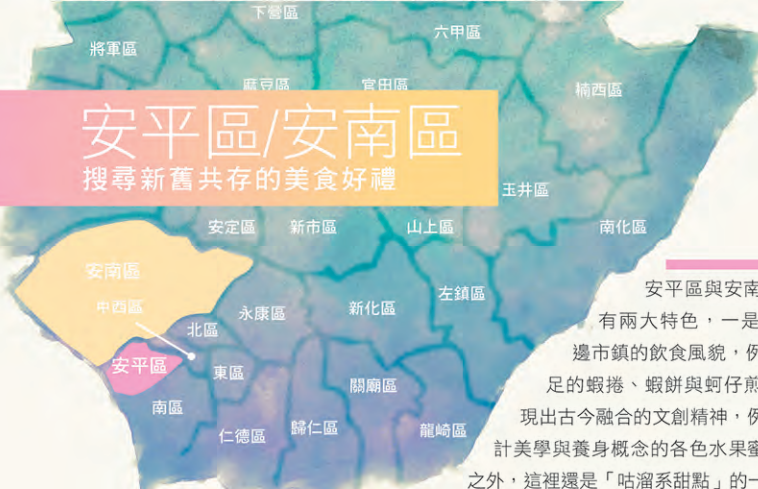 下營區
六甲區
將軍區
麻豆區
官田區
楠西區
安平區/安南區
搜尋新舊共存的美食好禮
玉井區
安定區
新市區
山上區
南化區
安南區
中西區
北區
永康區
新化區
左鎮區
安平區
東區
關廟區
南區
仁德區
歸仁區
龍崎區
安平區與安南
有兩大特色,一是
邊市鎮的飲食風貌,例
足的蝦捲、蝦餅與蚵仔煎
現出古今融合的文創精神,例
計美學與養身概念的各色水果蜜
之外,這裡還是「咕溜系甜點」的一